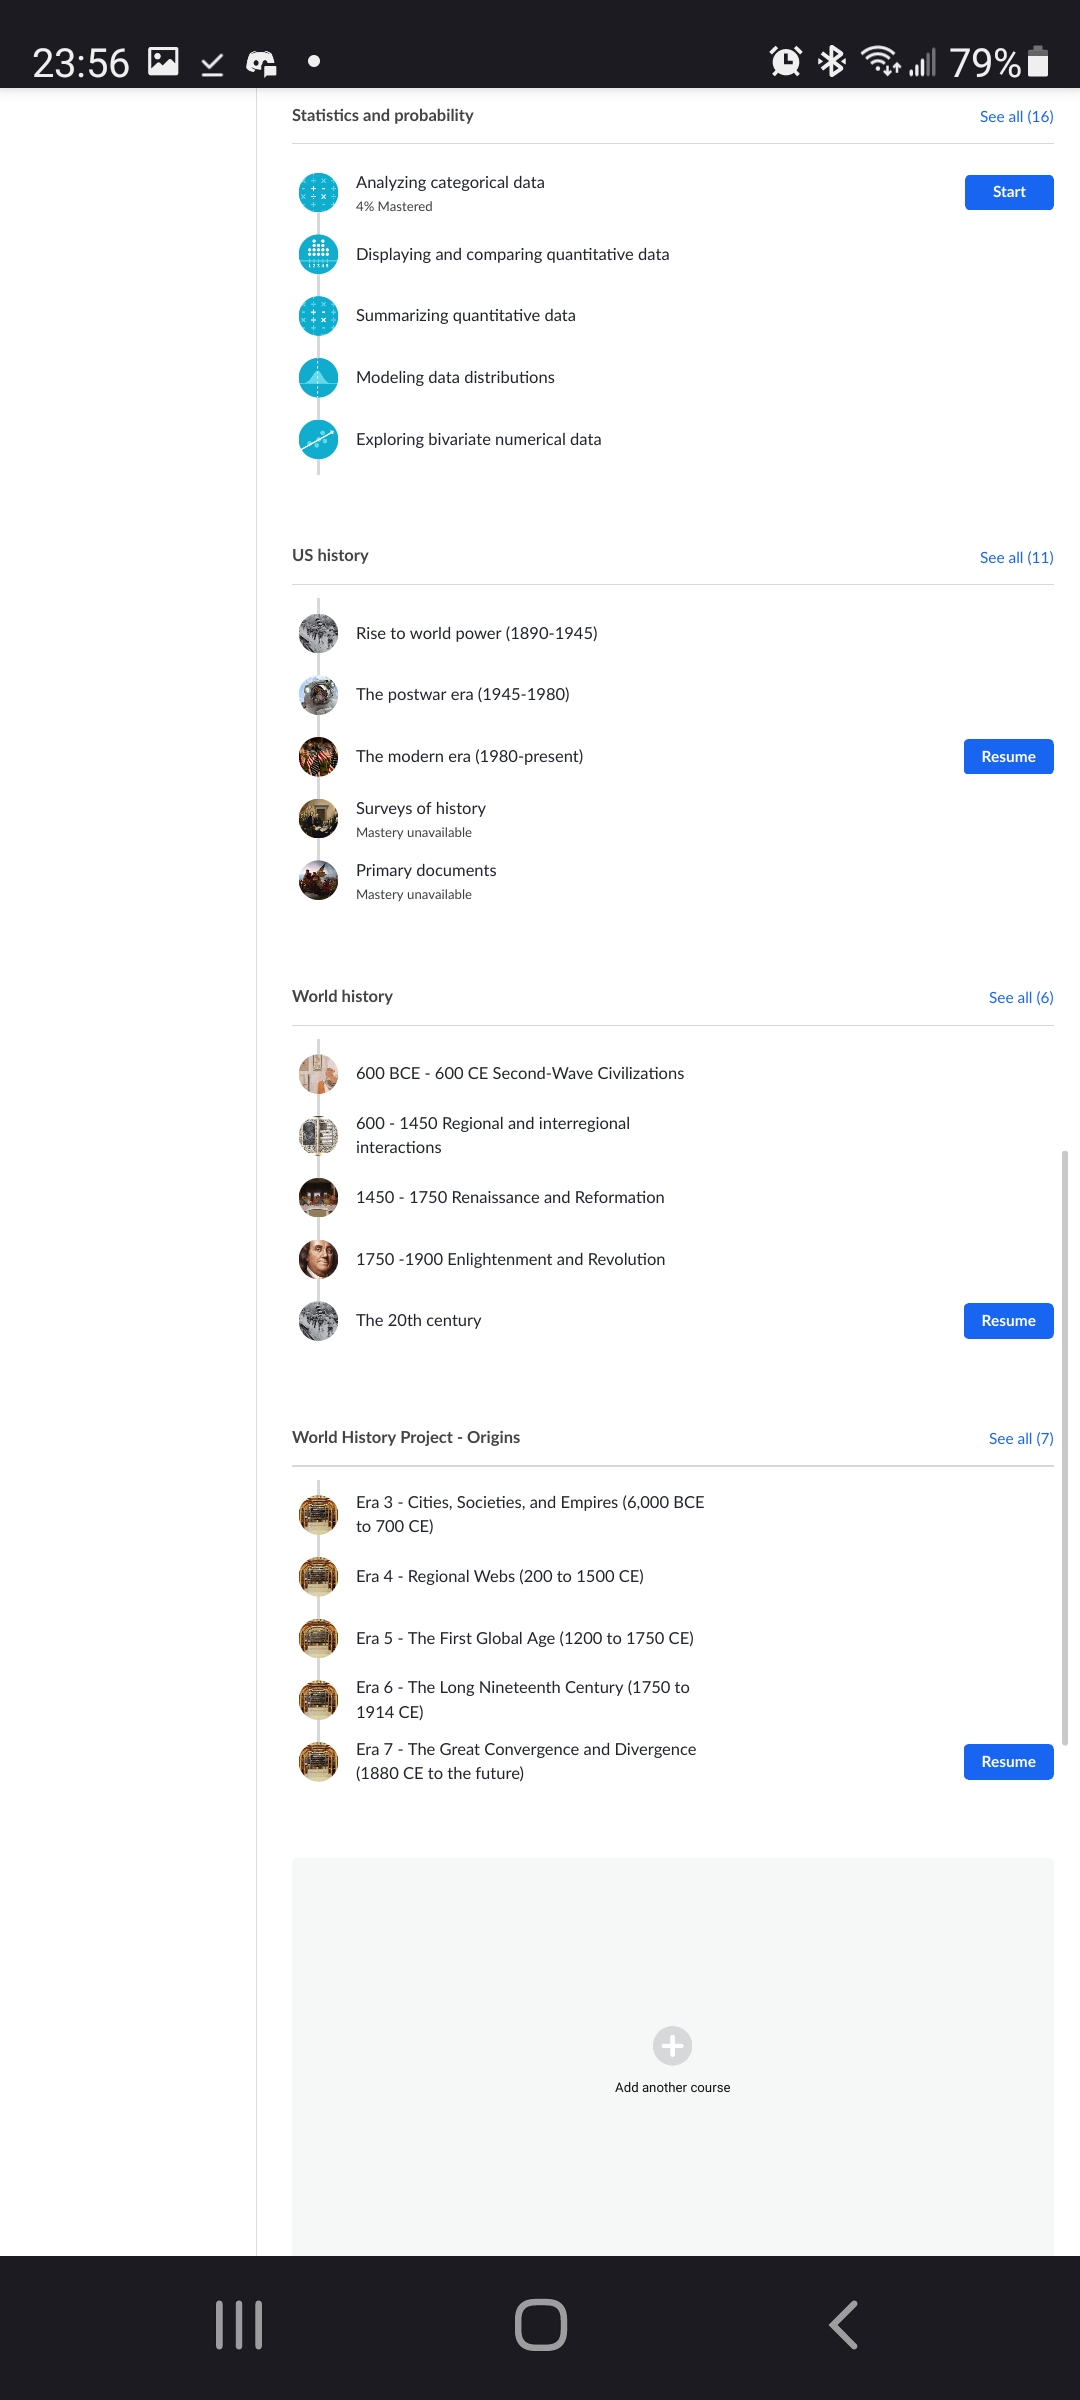 23:56
79%
Statistics and probability
See all (16)
Analyzing categorical data
4% Mastered
Start
Displaying and comparing quantitative data
Summarizing quantitative data
Modeling data distributions
Exploring bivariate numerical data
US history
See all (11)
Rise to world power (1890-1945)
The postwar era (1945-1980)
The modern era (1980-present)
Resume
Surveys of history
Mastery unavailable
Primary documents
Mastery unavailable
World history
See all (6)
600 BCE - 600 CE Second-Wave Civilizations
600 - 1450 Regional and interregional
interactions
1450 - 1750 Renaissance and Reformation
1750 -1900 Enlightenment and Revolution
The 20th century
Resume
World History Project - Origins
See all (7)
Era 3 - Cities, Societies, and Empires (6,000 BCE
to 700 CE)
Era 4 - Regional Webs (200 to 1500 CE)
Era 5 - The First Global Age (1200 to 1750 CE)
Era 6 - The Long Nineteenth Century (1750 to
1914 CE)
Era 7 - The Great Convergence and Divergence
(1880 CE to the future)
Resume
Add another course